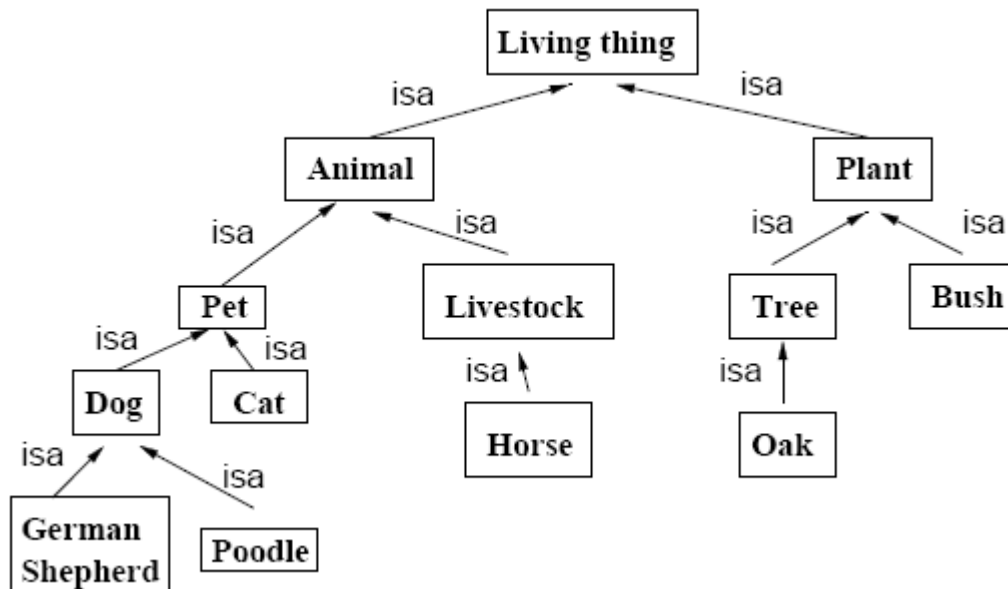 Living thing
isa
isa
Animal
Plant
isa
isa
isa
isa
Pet
Livestock
Tree
Bush
isa
isa
isa
isa
Dog
Cat
Horse
Oak
isa
isa
German
Shepherd
Poodle